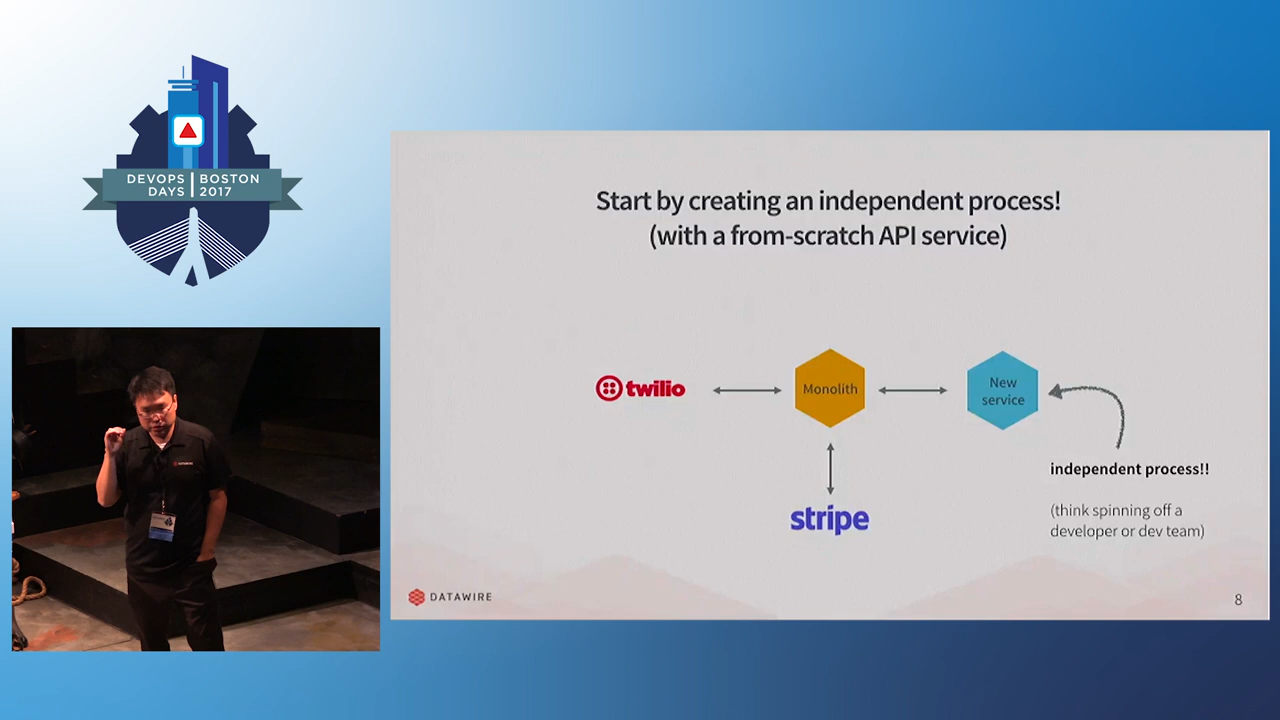 DEVOPS DAYS
BOSTON 2017
Start by creating an independent process!
(with a from-scratch API service)
twilio
Monolith
New
service
stripe
independent process!!
(think spinning off a
developer or dev team)
DATAWIRE
8
DATAWIRE